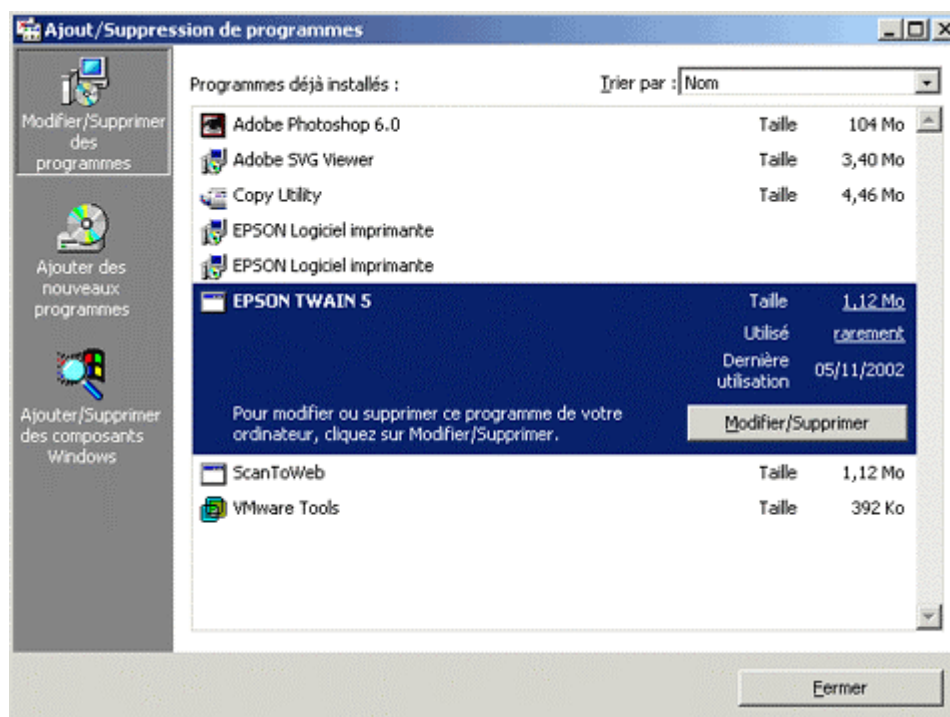 Ajout/Suppression de programmes
Modifier/Supprimer
des
programmes
Ajouter des
nouveaux
programmes
Ajouter/Supprimer
des composants
Windows
Programmes déjà installés :
Trier par : Nom
Adobe Photoshop 6.0 Taille 104 Mo
Adobe SVG Viewer Taille 3,40 Mo
Copy Utility Taille 4,46 Mo
EPSON Logiciel imprimante
EPSON Logiciel imprimante
EPSON TWAIN 5 Taille 1,12 Mo
Utilisé rarement
Dernière
utilisation 05/11/2002
Pour modifier ou supprimer ce programme de votre
ordinateur, cliquez sur Modifier/Supprimer.
Modifier/Supprimer
ScanToWeb Taille 1,12 Mo
VMware Tools Taille 392 Ko
Fermer